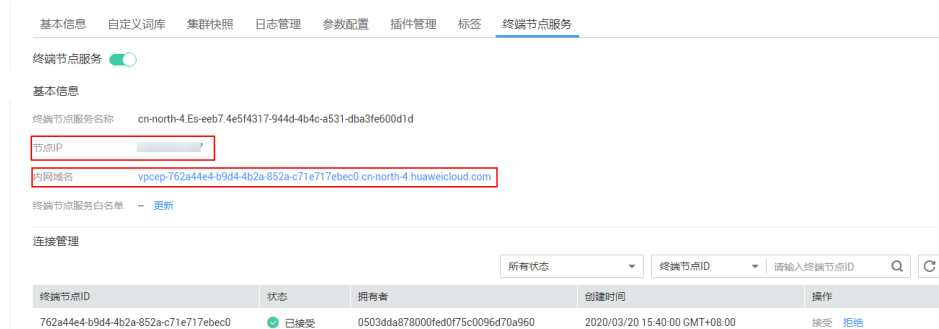 基本信息 自定义词库 集群快照 日志管理 参数配置 插件管理 标签 终端节点服务
终端节点服务
基本信息
终端节点服务名称 cn-north-4.Es-eeb7.4e5f4317-944d-4b4c-a531-dba3fe600d1d
节点IP
内网域名 vpcep-762a44e4-b9d4-4b2a-852a-c71e717ebec0.cn-north-4.huaweicloud.com
终端节点服务白名单 – 更新
连接管理
所有状态 终端节点ID 请输入终端节点ID
终端节点ID 状态 拥有者 创建时间 操作
762a44e4-b9d4-4b2a-852a-c71e717ebec0 已接受 0503dda878000fed0f75c0096d70a960 2020/03/20 15:40:00 GMT+08:00 接受 拒绝